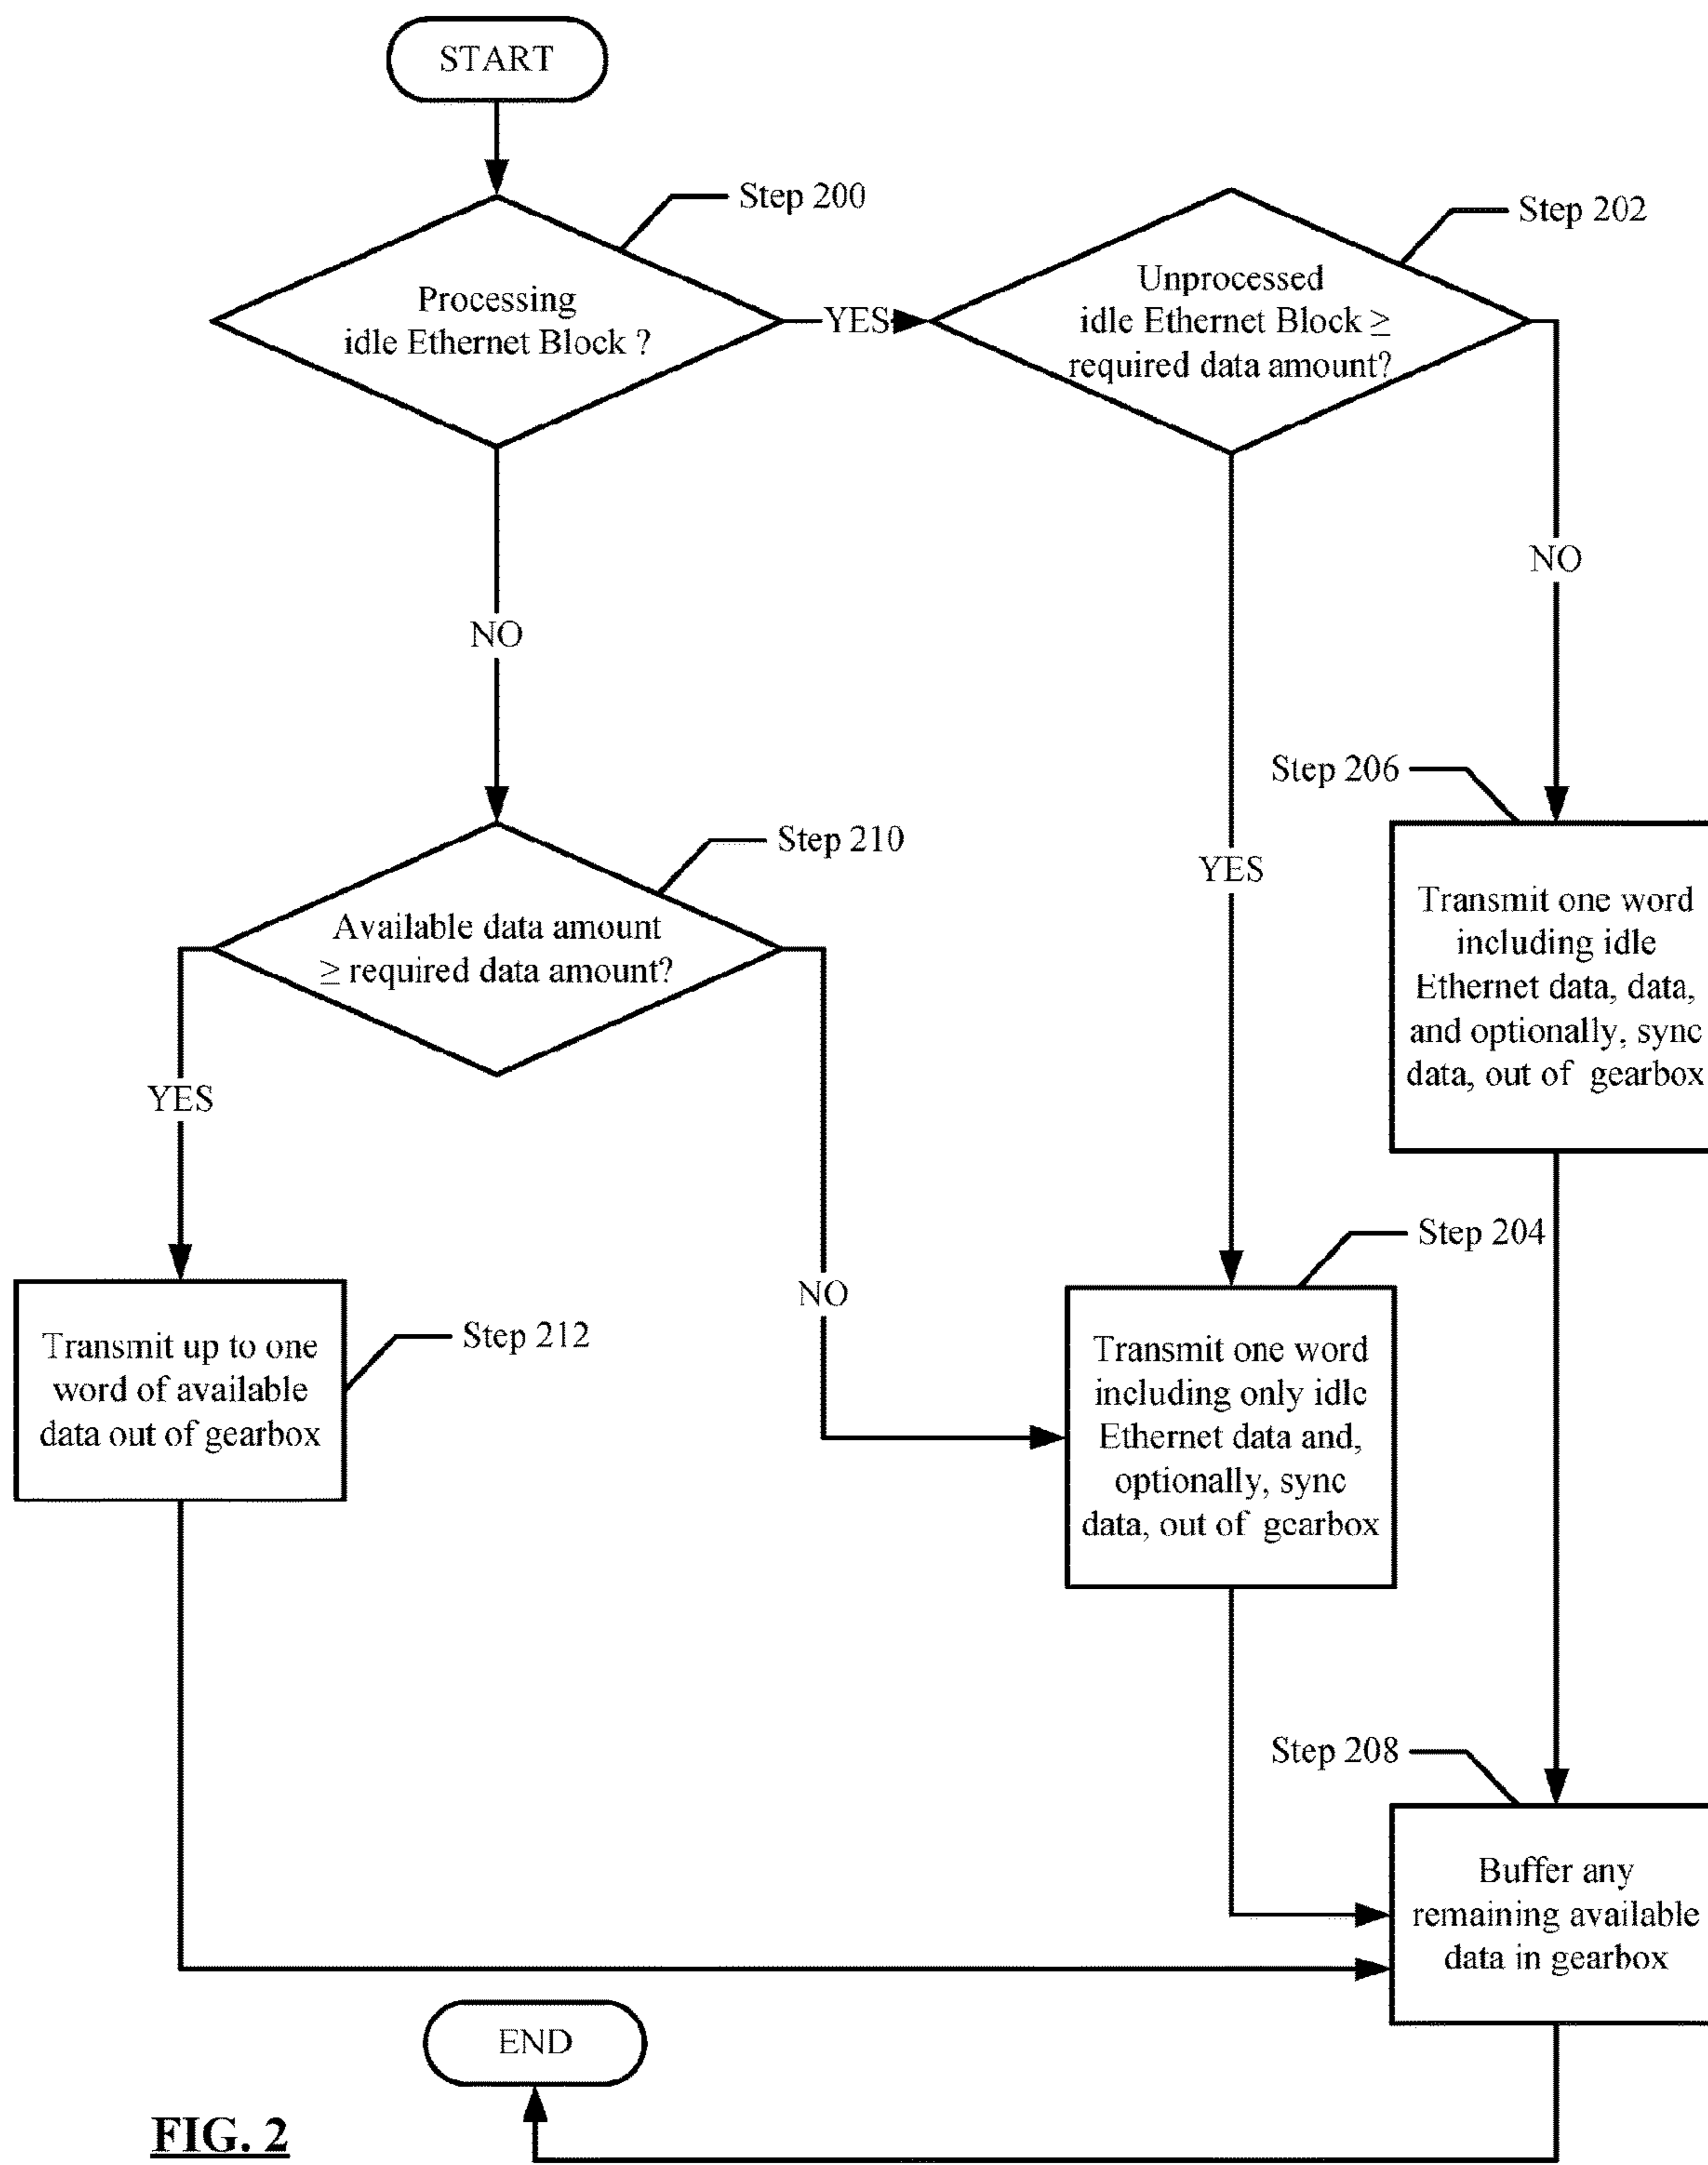 START
Step 200
Step 202
Processing
idle Ethernet Block ?
YES
Unprocessed
idle Ethernet Block ≥
required data amount?
NO
NO
Step 206
Step 210
YES
Available data amount
≥ required data amount?
Transmit one word
including idle
Ethernet data, data,
and optionally, sync
data, out of gearbox
YES
Step 204
NO
Step 212
Transmit up to one
word of available
data out of gearbox
Transmit one word
including only idle
Ethernet data and,
optionally, sync
data, out of gearbox
Step 208
Buffer any
remaining available
data in gearbox
END
FIG. 2